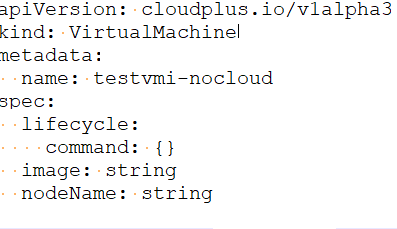 apiVersion: cloudplus.io/v1alpha3
kind: VirtualMachine
metadata:
  name: testvmi-nocloud
spec:
  lifecycle:
    command: {}
  image: string
  nodeName: string